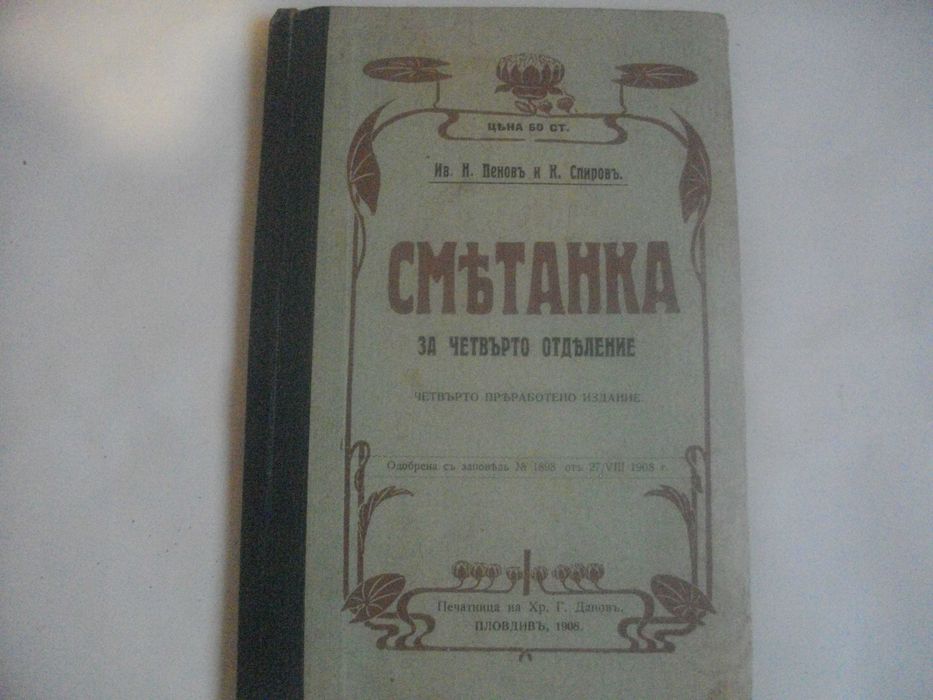 ЦѢНА 60 СТ.
Ив. Н. Пеновъ и К. Спировъ.
СМѢТАНКА
ЗА ЧЕТВЪРТО ОТДѢЛЕНИЕ
ЧЕТВЪРТО ПРѢРАБОТЕНО ИЗДАНИЕ.
Одобрена съ заповѣдь № 1898 отъ 27/VIII 1908 г.
Печатница на Хр. Г. Дановъ.
ПЛОВДИВЪ, 1908.